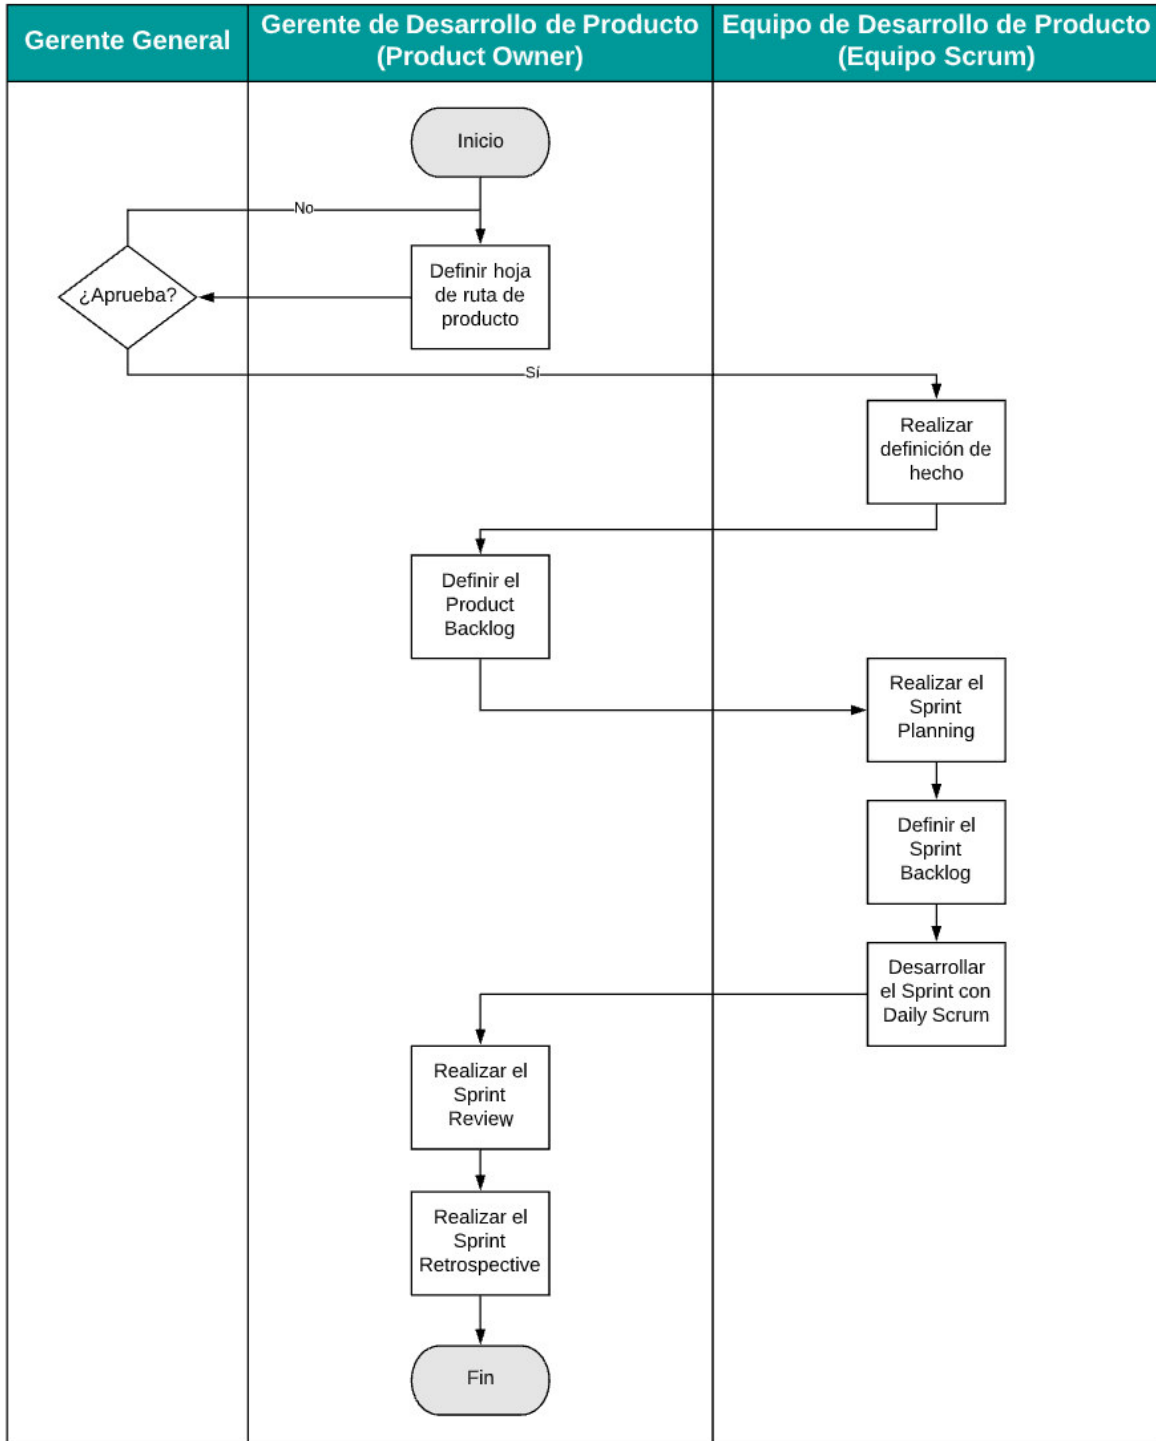 Gerente General
Gerente de Desarrollo de Producto
(Product Owner)
Equipo de Desarrollo de Producto
(Equipo Scrum)
Inicio
No
¿Aprueba?
Definir hoja
de ruta de
producto
Sí
Realizar
definición de
hecho
Definir el
Product
Backlog
Realizar el
Sprint
Planning
Definir el
Sprint
Backlog
Desarrollar
el Sprint con
Daily Scrum
Realizar el
Sprint
Review
Realizar el
Sprint
Retrospective
Fin